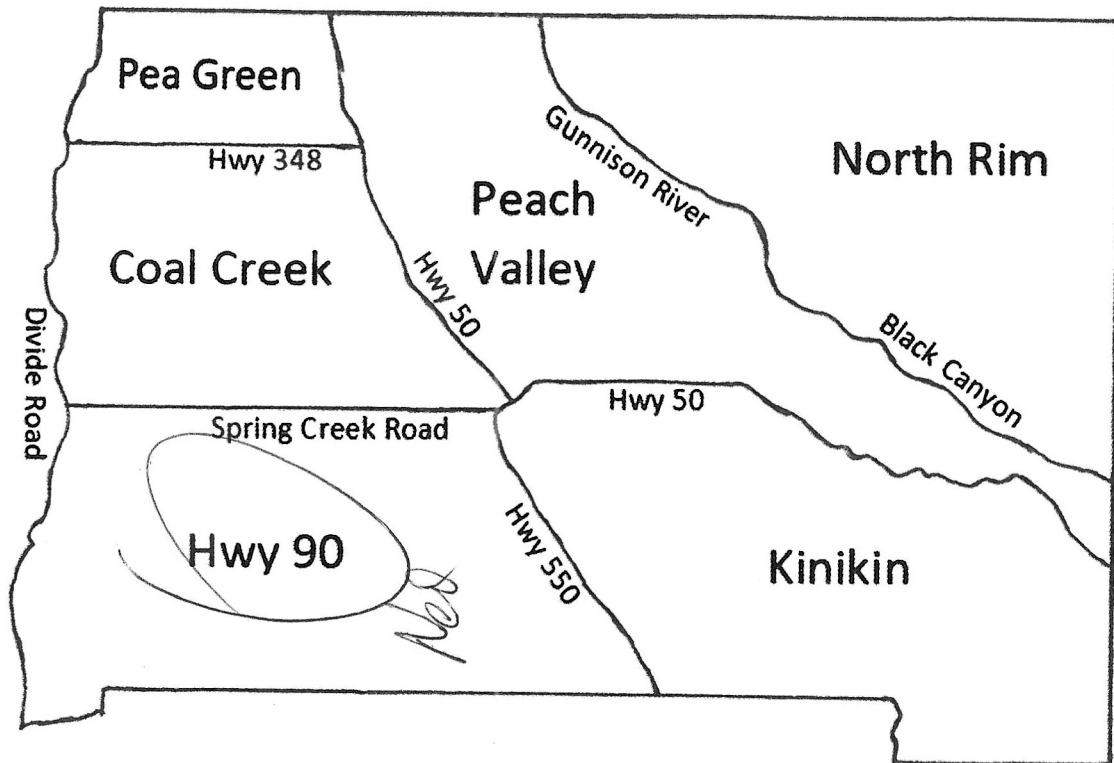 Pea Green
Hwy 348
Gunnison River
North Rim
Peach
Valley
Coal Creek
Hwy 50
Divide Road
Black Canyon
Hwy 50
Spring Creek Road
Hwy 90
Hwy 550
Kinikin